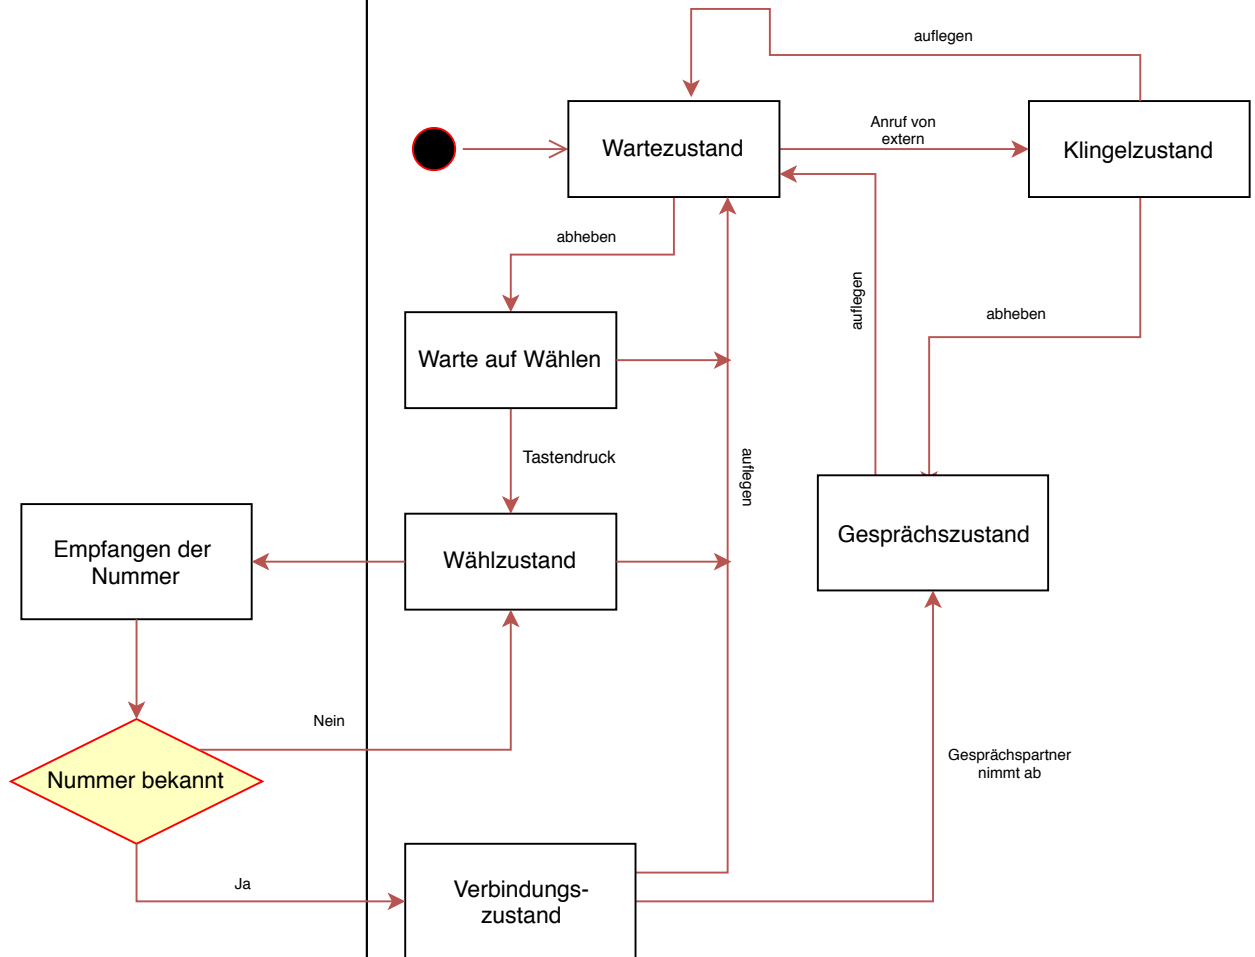 auflegen
Wartezustand
Anruf von
extern
Klingelzustand
abheben
auflegen
abheben
Warte auf Wählen
Tastendruck
auflegen
Empfangen der
Nummer
Wählzustand
Gesprächszustand
Nein
Nummer bekannt
Gesprächspartner
nimmt ab
Ja
Verbindungs-
zustand